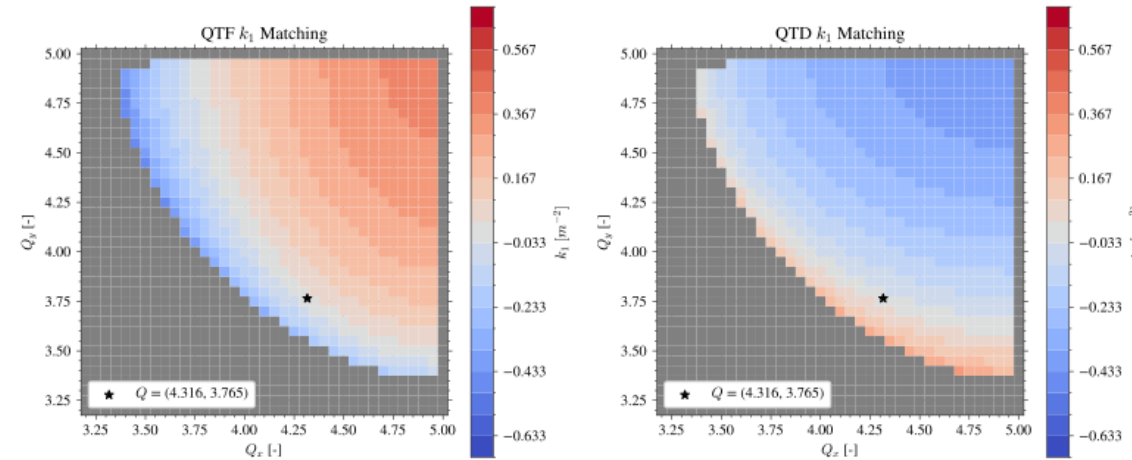 QTF k₁ Matching
5.00
4.75
4.50
4.25
4.00
3.75
3.50
3.25
Q_y [-]
★ Q = (4.316, 3.765)
3.25 3.50 3.75 4.00 4.25 4.50 4.75 5.00
Q_x [-]
0.567
0.367
0.167
−0.033
−0.233
−0.433
−0.633
k₁ [m⁻²]
QTD k₁ Matching
5.00
4.75
4.50
4.25
4.00
3.75
3.50
3.25
Q_y [-]
★ Q = (4.316, 3.765)
3.25 3.50 3.75 4.00 4.25 4.50 4.75 5.00
Q_x [-]
0.567
0.367
0.167
−0.033
−0.233
−0.433
−0.633